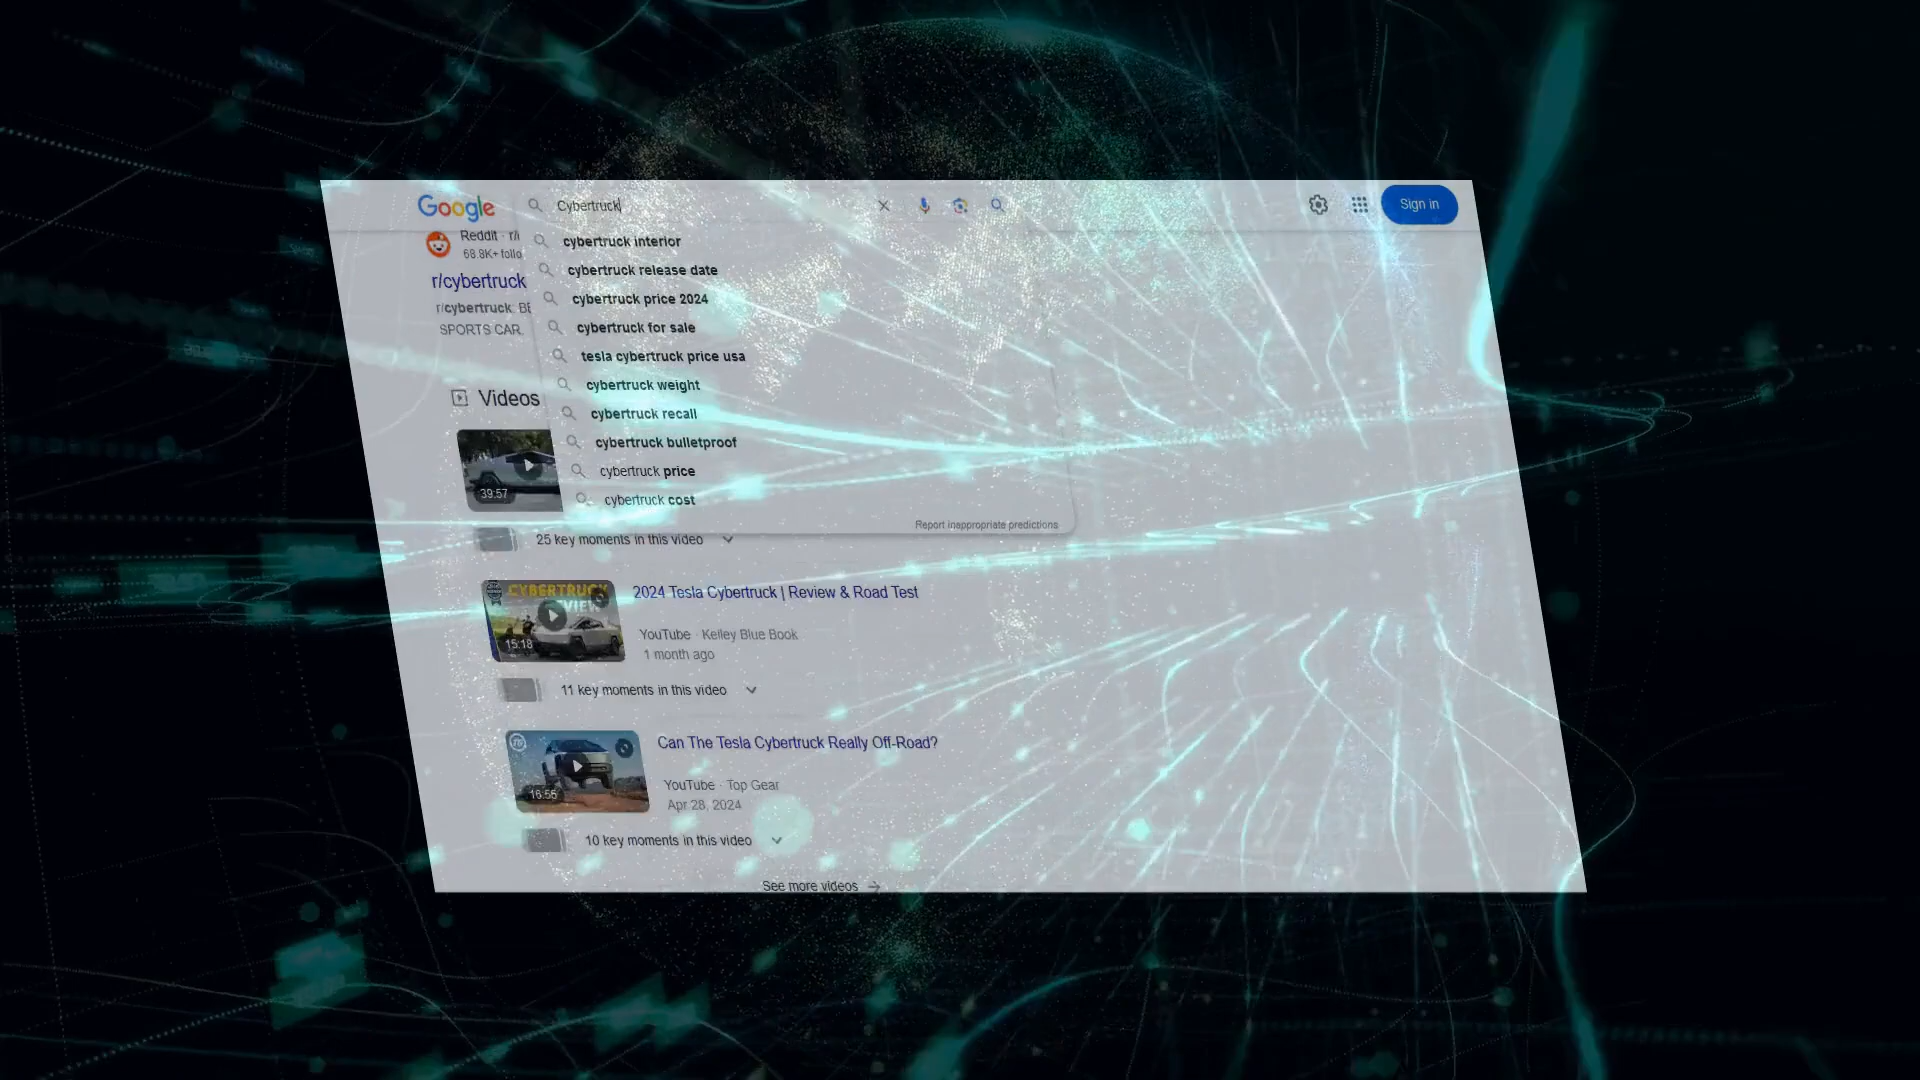 Google
Cybertruck
Sign in
Reddit · r/
68.9K+ follo
r/cybertruck
r/cybertruck: BE
SPORTS CAR.
cybertruck interior
cybertruck release date
cybertruck price 2024
cybertruck for sale
tesla cybertruck price usa
cybertruck weight
cybertruck recall
cybertruck bulletproof
cybertruck price
cybertruck cost
Report inappropriate predictions
Videos
39:57
25 key moments in this video
CYBERTRUCK
REVIEW
15:18
2024 Tesla Cybertruck | Review & Road Test
YouTube · Kelley Blue Book
1 month ago
11 key moments in this video
16:55
Can The Tesla Cybertruck Really Off-Road?
YouTube · Top Gear
Apr 28, 2024
10 key moments in this video
See more videos